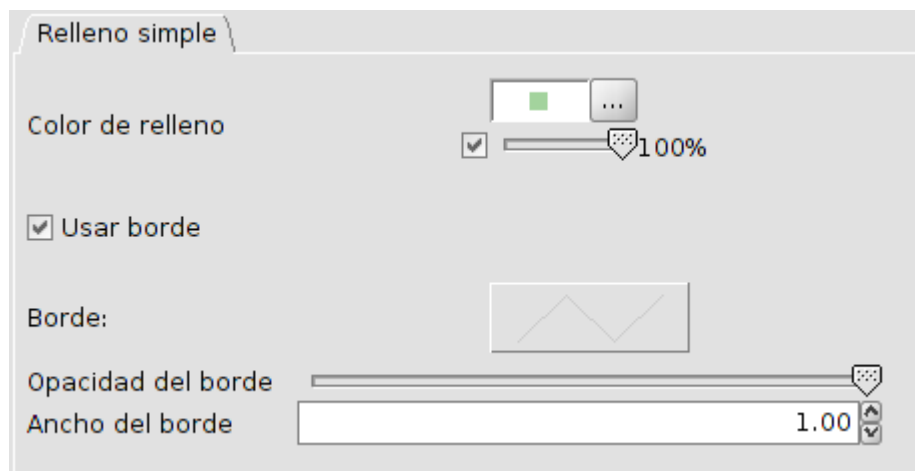 Relleno simple
...
Color de relleno
100%
Usar borde
Borde:
Opacidad del borde
Ancho del borde 1.00